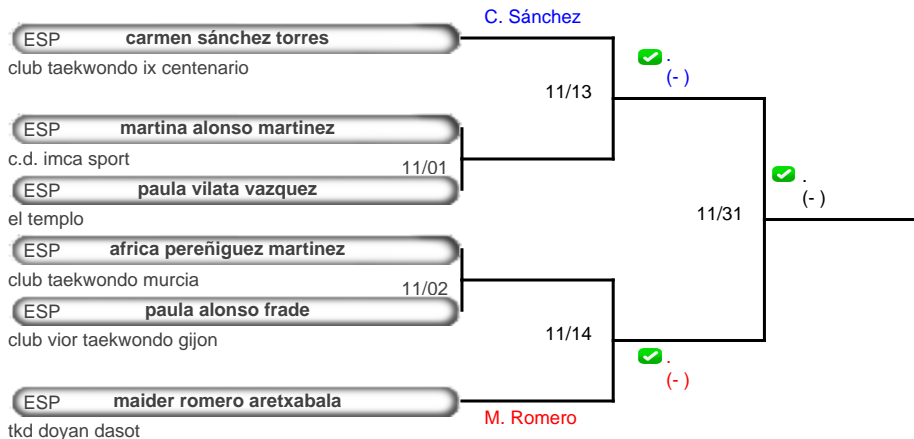 C. Sánchez
ESP carmen sánchez torres
club taekwondo ix centenario
.
(- )
11/13
ESP martina alonso martinez
c.d. imca sport
11/01
ESP paula vilata vazquez
el templo
.
(- )
11/31
ESP africa pereñiguez martinez
club taekwondo murcia
11/02
ESP paula alonso frade
club vior taekwondo gijon
11/14
.
(- )
ESP maider romero aretxabala
M. Romero
tkd doyan dasot